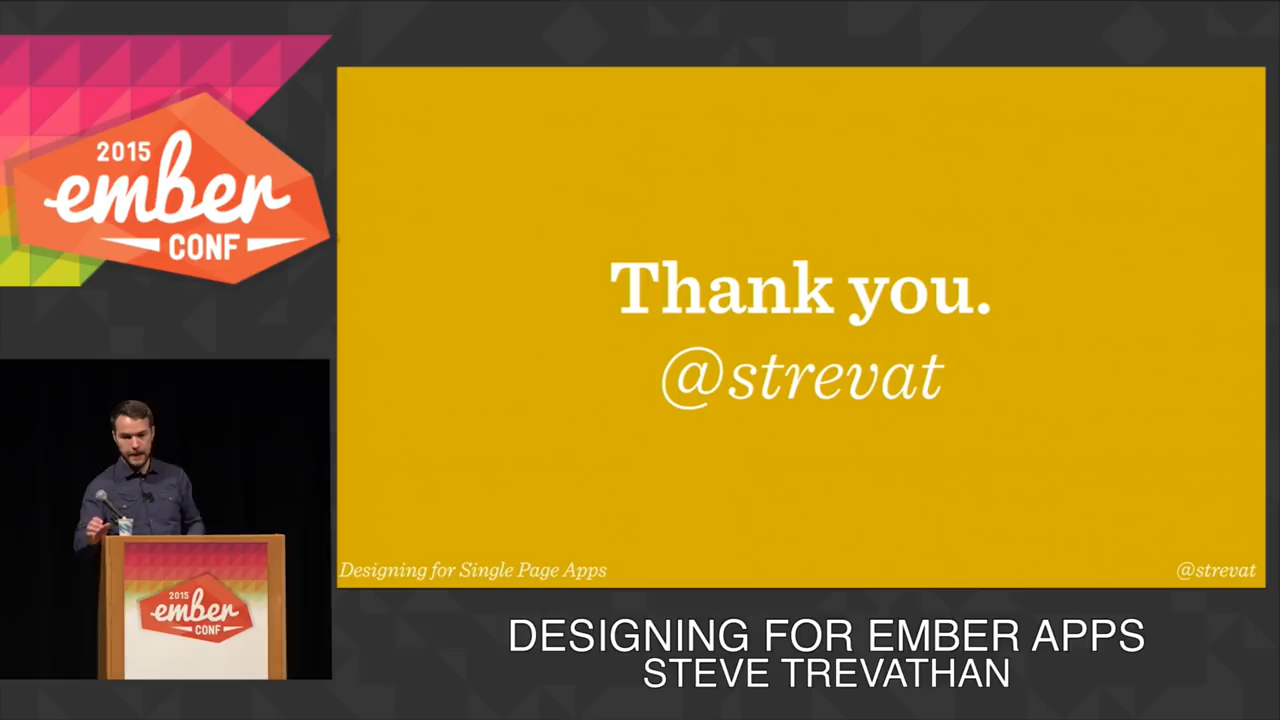 2015
ember
CONF
Thank you.
@strevat
Designing for Single Page Apps
@strevat
2015
ember
CONF
DESIGNING FOR EMBER APPS
STEVE TREVATHAN